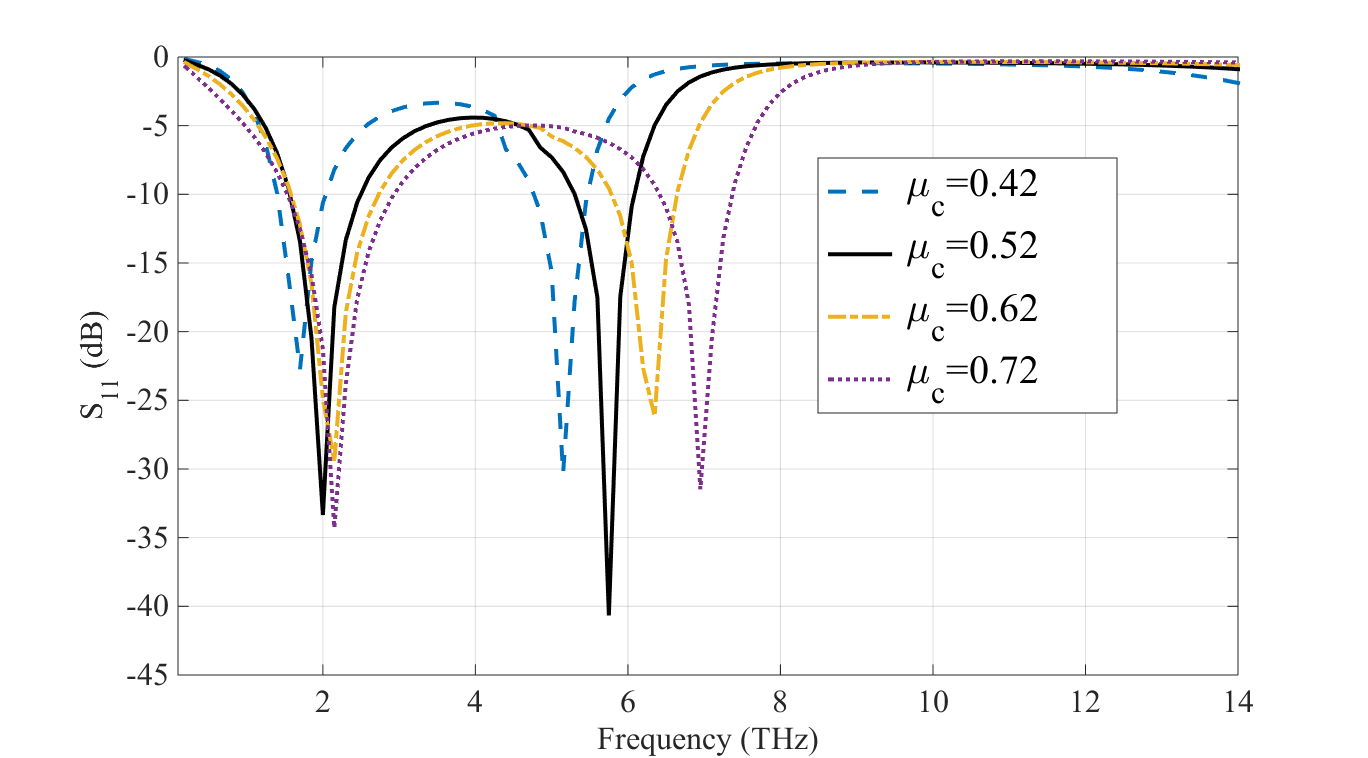 0
-5
-10
-15
-20
-25
-30
-35
-40
-45
S11 (dB)
μc=0.42
μc=0.52
μc=0.62
μc=0.72
2 4 6 8 10 12 14
Frequency (THz)